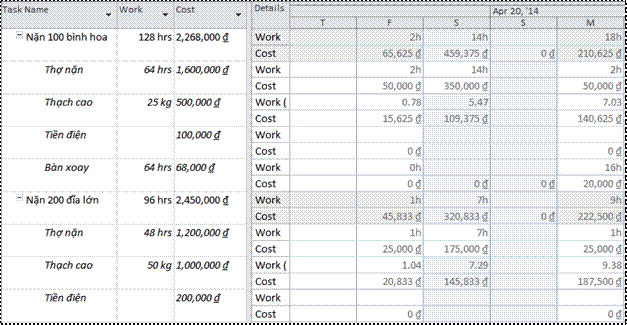 Task Name Work Cost Details Apr 20, '14
T F S S M
Nặn 100 bình hoa 128 hrs 2,268,000 ₫ Work 2h 14h 18h
Cost 65,625 ₫ 459,375 ₫ 0 ₫ 210,625 ₫
Thợ nặn 64 hrs 1,600,000 ₫ Work 2h 14h 2h
Cost 50,000 ₫ 350,000 ₫ 50,000 ₫
Thạch cao 25 kg 500,000 ₫ Work ( 0.78 5.47 7.03
Cost 15,625 ₫ 109,375 ₫ 140,625 ₫
Tiền điện 100,000 ₫ Work
Cost 0 ₫ 0 ₫
Bàn xoay 64 hrs 68,000 ₫ Work 0h 16h
Cost 0 ₫ 0 ₫ 0 ₫ 20,000 ₫
Nặn 200 đĩa lớn 96 hrs 2,450,000 ₫ Work 1h 7h 9h
Cost 45,833 ₫ 320,833 ₫ 0 ₫ 222,500 ₫
Thợ nặn 48 hrs 1,200,000 ₫ Work 1h 7h 1h
Cost 25,000 ₫ 175,000 ₫ 25,000 ₫
Thạch cao 50 kg 1,000,000 ₫ Work ( 1.04 7.29 9.38
Cost 20,833 ₫ 145,833 ₫ 187,500 ₫
Tiền điện 200,000 ₫ Work
Cost 0 ₫ 0 ₫